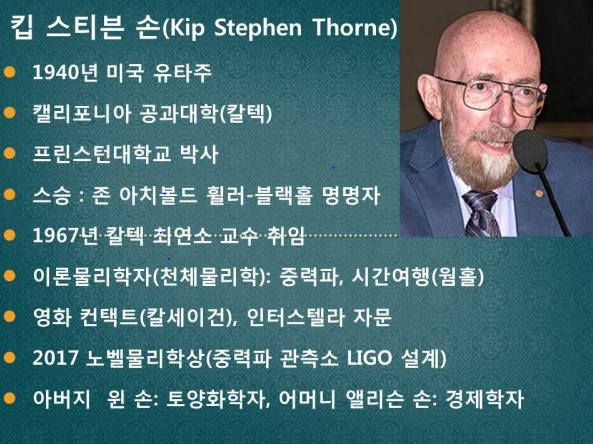 킵 스티븐 손(Kip Stephen Thorne)
1940년 미국 유타주
캘리포니아 공과대학(칼텍)
프린스턴대학교 박사
스승 : 존 아치볼드 휠러-블랙홀 명명자
1967년 칼텍 최연소 교수 취임
이론물리학자(천체물리학): 중력파, 시간여행(웜홀)
영화 컨택트(칼세이건), 인터스텔라 자문
2017 노벨물리학상(중력파 관측소 LIGO 설계)
아버지 윈 손: 토양화학자, 어머니 앨리슨 손: 경제학자